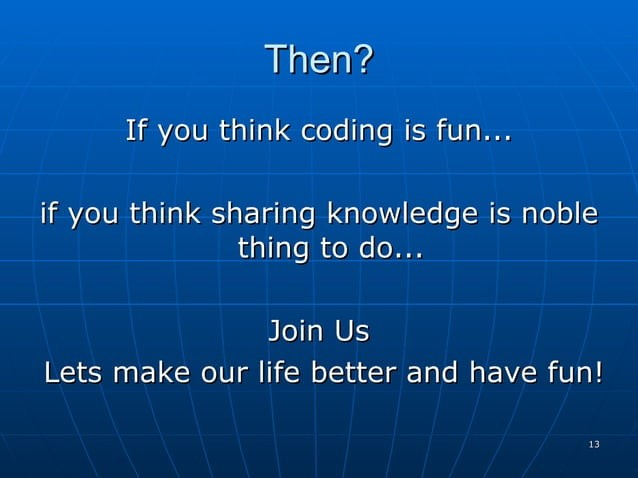 Then?
If you think coding is fun...
if you think sharing knowledge is noble
thing to do...
Join Us
Lets make our life better and have fun!
13